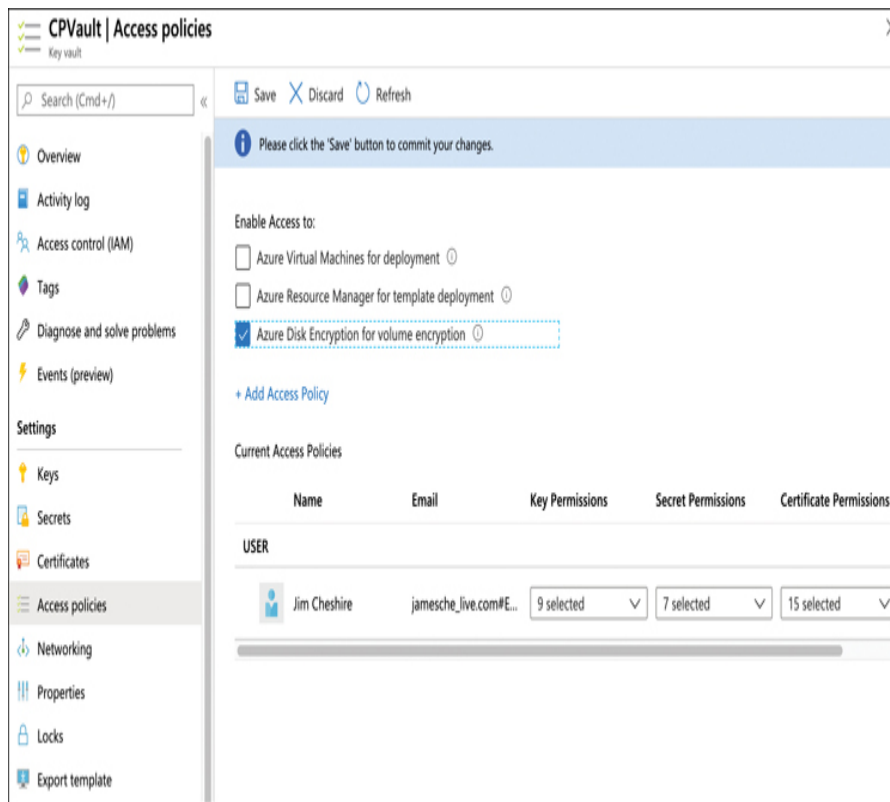 CPVault | Access policies
Key vault
Search (Cmd+/)
«
Overview
Activity log
Access control (IAM)
Tags
Diagnose and solve problems
Events (preview)
Settings
Keys
Secrets
Certificates
Access policies
Networking
Properties
Locks
Export template
Save Discard Refresh
Please click the 'Save' button to commit your changes.
Enable Access to:
Azure Virtual Machines for deployment
Azure Resource Manager for template deployment
Azure Disk Encryption for volume encryption
+ Add Access Policy
Current Access Policies
Name Email Key Permissions Secret Permissions Certificate Permissions
USER
Jim Cheshire jamesche_live.com#E... 9 selected 7 selected 15 selected